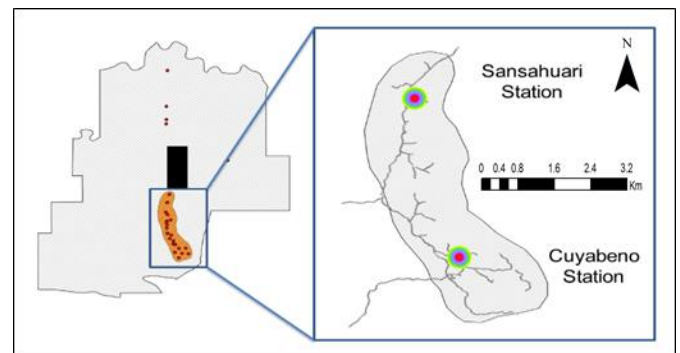 N
Sansahuari
Station
0 0.4 0.8 1.6 2.4 3.2
Km
Cuyabeno
Station